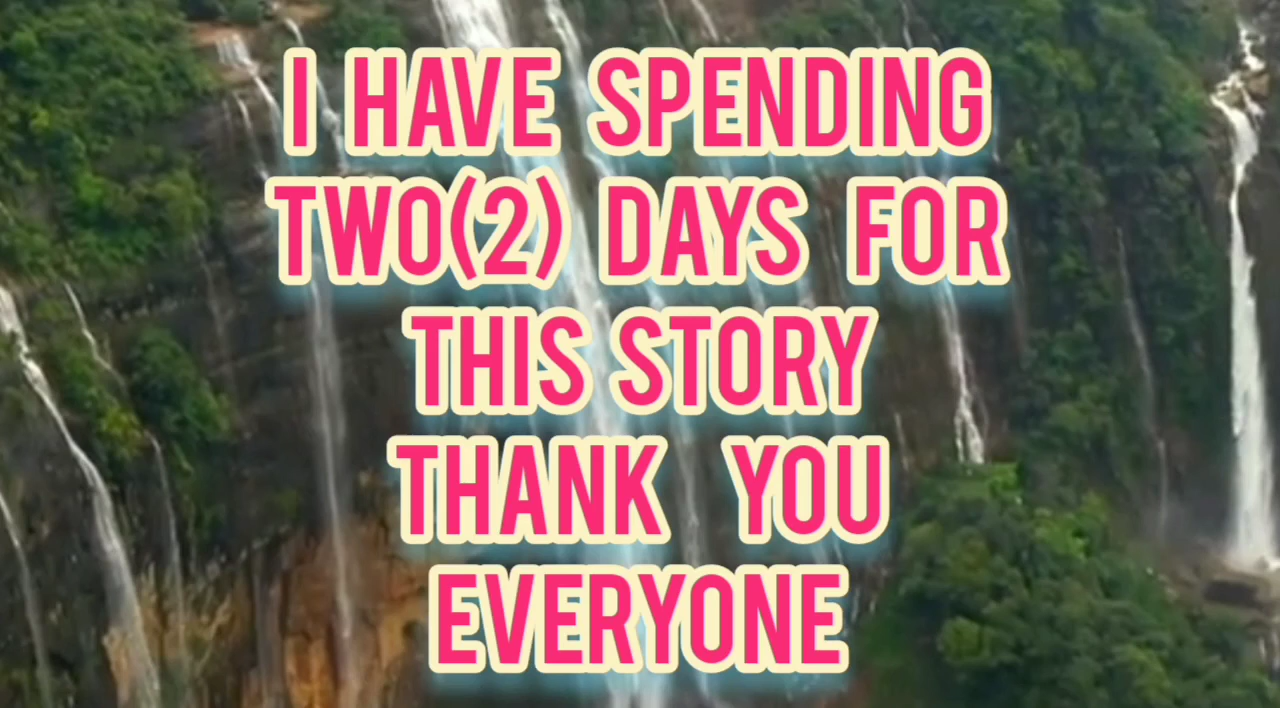 I HAVE SPENDING
TWO(2) DAYS FOR
THIS STORY
THANK YOU
EVERYONE